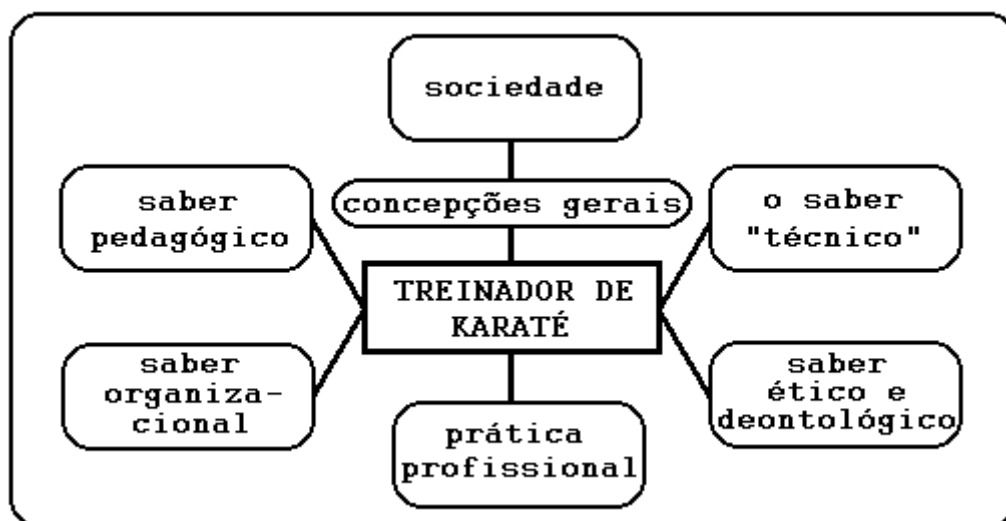 sociedade
concepções gerais
saber
pedagógico
o saber
"técnico"
TREINADOR DE
KARATÉ
saber
organiza-
cional
saber
ético e
deontológico
prática
profissional